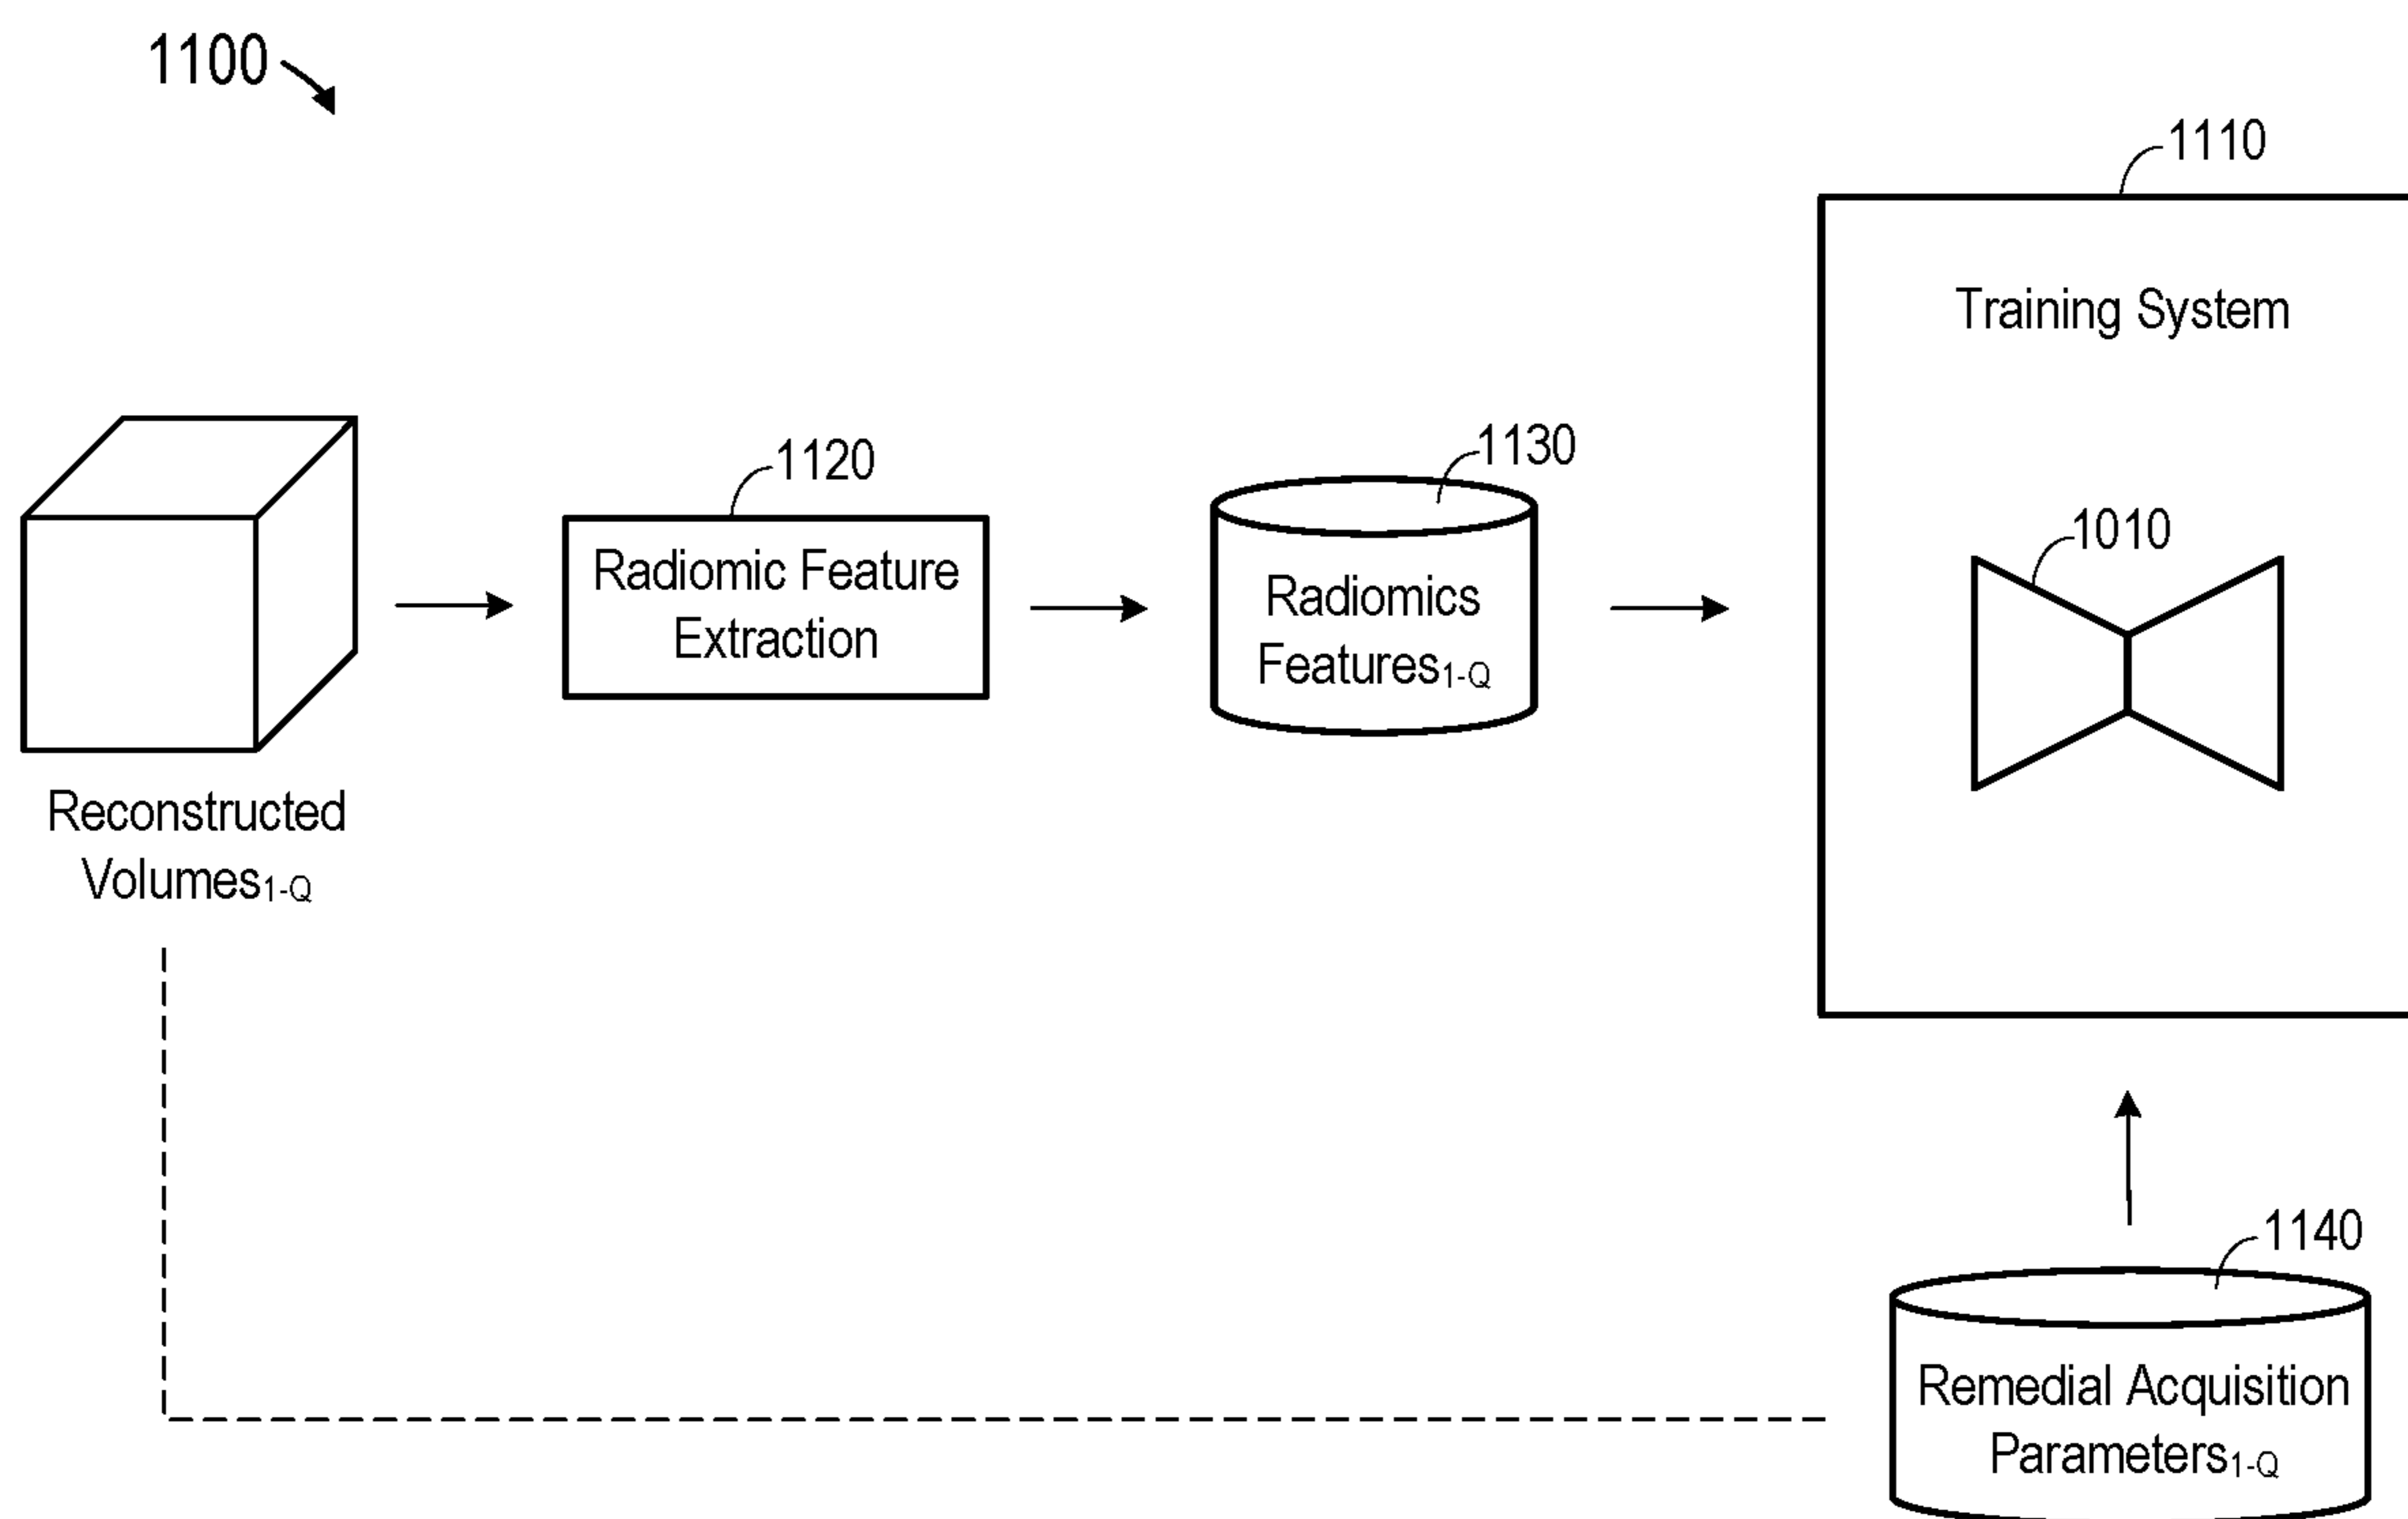 1100
1110
Training System
1120
Radiomic Feature
Extraction
1130
Radiomics
Features1-Q
1010
Reconstructed
Volumes1-Q
1140
Remedial Acquisition
Parameters1-Q